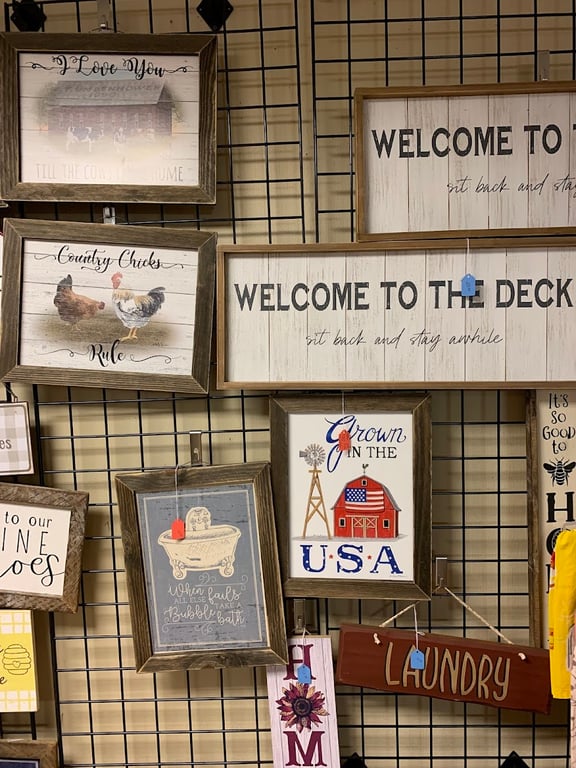 I Love You
TILL THE COW HOME
WELCOME TO
sit back and stay
Country Chicks
Rule
WELCOME TO THE DECK
sit back and stay awhile
Grown
IN THE
USA
IT'S
SO
GOOD
TO
H
es
to our
INE
oes
When fails
ALL ELSE TAKE A
Bubble bath
H
M
LAUNDRY